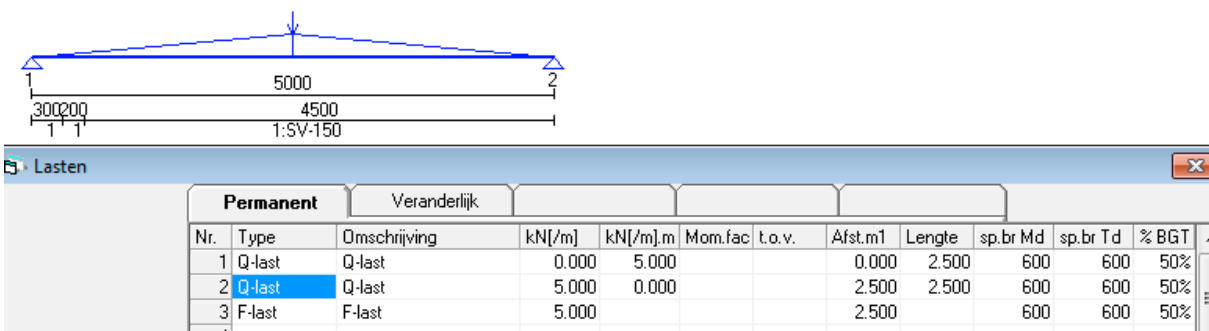 1 2
5000
300 200 4500
1 1 1:SV-150
Lasten
Permanent Veranderlijk
Nr. Type Omschrijving kN[/m] kN[/m].m Mom.fac t.o.v. Afst.m1 Lengte sp.br Md sp.br Td % BGT
1 Q-last Q-last 0.000 5.000 0.000 2.500 600 600 50%
2 Q-last Q-last 5.000 0.000 2.500 2.500 600 600 50%
3 F-last F-last 5.000 2.500 600 600 50%